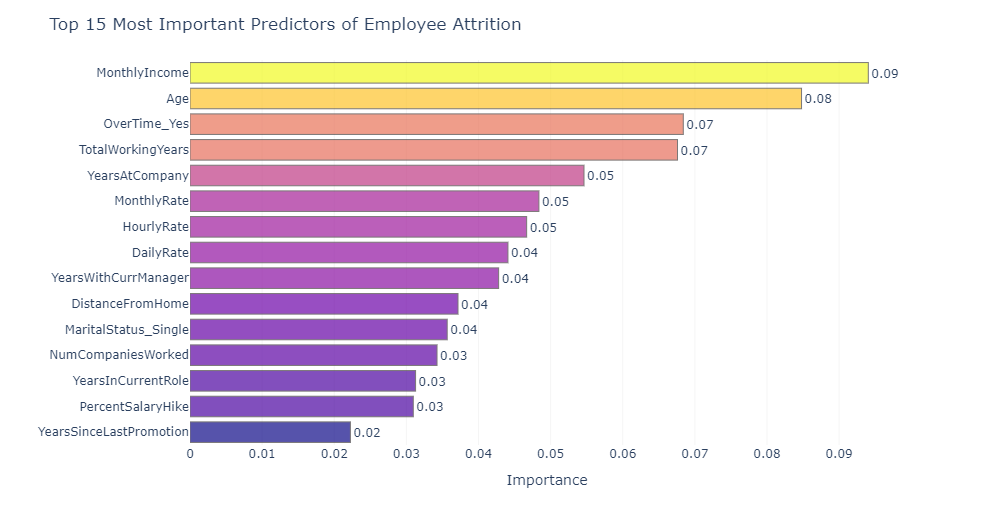 Top 15 Most Important Predictors of Employee Attrition
MonthlyIncome 0.09
Age 0.08
OverTime_Yes 0.07
TotalWorkingYears 0.07
YearsAtCompany 0.05
MonthlyRate 0.05
HourlyRate 0.05
DailyRate 0.04
YearsWithCurrManager 0.04
DistanceFromHome 0.04
MaritalStatus_Single 0.04
NumCompaniesWorked 0.03
YearsInCurrentRole 0.03
PercentSalaryHike 0.03
YearsSinceLastPromotion 0.02
0 0.01 0.02 0.03 0.04 0.05 0.06 0.07 0.08 0.09
Importance